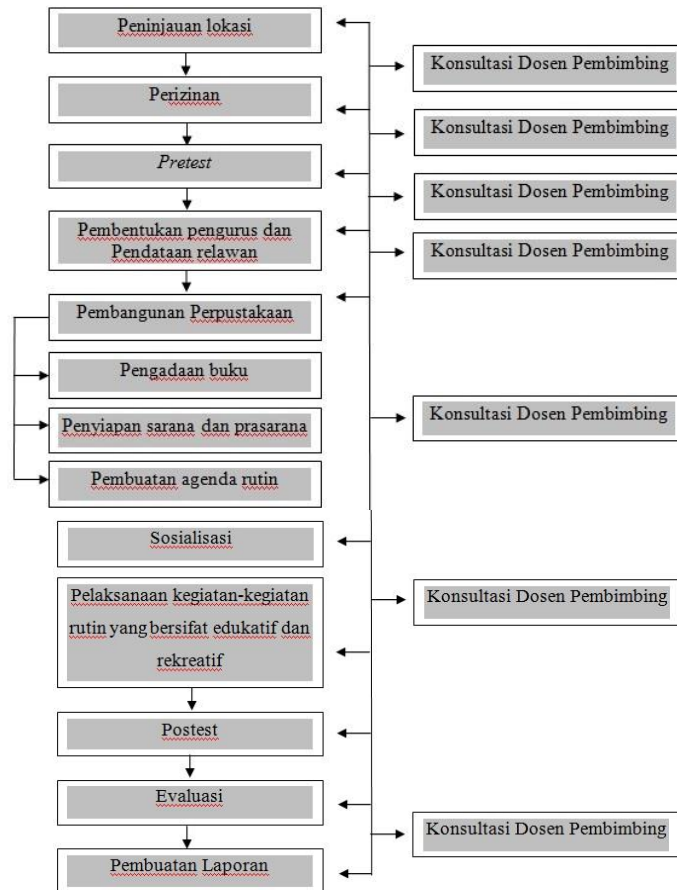 Peninjauan lokasi
Konsultasi Dosen Pembimbing
Perizinan
Konsultasi Dosen Pembimbing
Pretest
Konsultasi Dosen Pembimbing
Pembentukan pengurus dan
Pendataan relawan
Konsultasi Dosen Pembimbing
Pembangunan Perpustakaan
Pengadaan buku
Konsultasi Dosen Pembimbing
Penyiapan sarana dan prasarana
Pembuatan agenda rutin
Sosialisasi
Pelaksanaan kegiatan-kegiatan
rutin yang bersifat edukatif dan
rekreatif
Konsultasi Dosen Pembimbing
Postest
Evaluasi
Konsultasi Dosen Pembimbing
Pembuatan Laporan